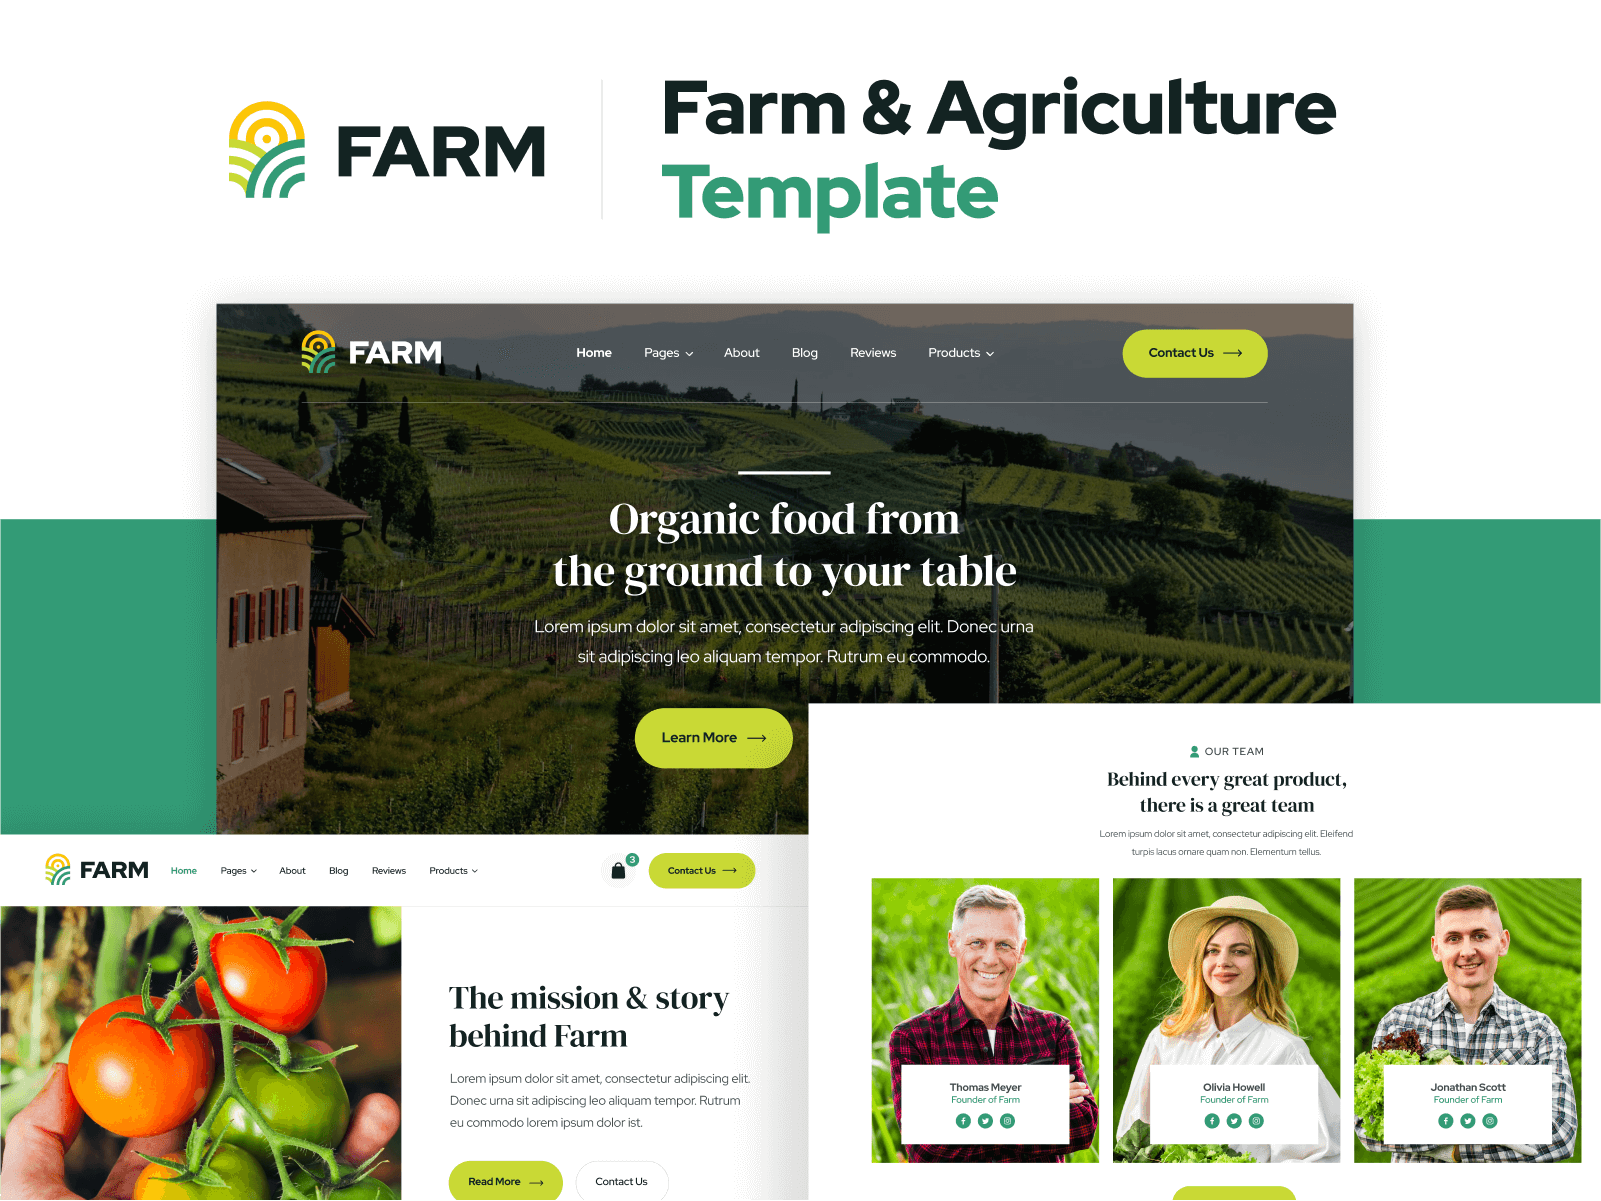 FARM
Farm & Agriculture
Template
FARM
Home Pages About Blog Reviews Products
Contact Us
Organic food from
the ground to your table
Lorem ipsum dolor sit amet, consectetur adipiscing elit. Donec urna
sit adipiscing leo aliquam tempor. Rutrum eu commodo.
Learn More
FARM
Home Pages About Blog Reviews Products
3
Contact Us
The mission & story
behind Farm
Lorem ipsum dolor sit amet, consectetur adipiscing elit.
Donec urna sit adipiscing leo aliquam tempor. Rutrum
eu commodo lorem ipsum dolor ist.
Read More
Contact Us
OUR TEAM
Behind every great product,
there is a great team
Lorem ipsum dolor sit amet, consectetur adipiscing elit. Eleifend
turpis lacus ornare quam non. Elementum tellus.
Thomas Meyer
Founder of Farm
Olivia Howell
Founder of Farm
Jonathan Scott
Founder of Farm